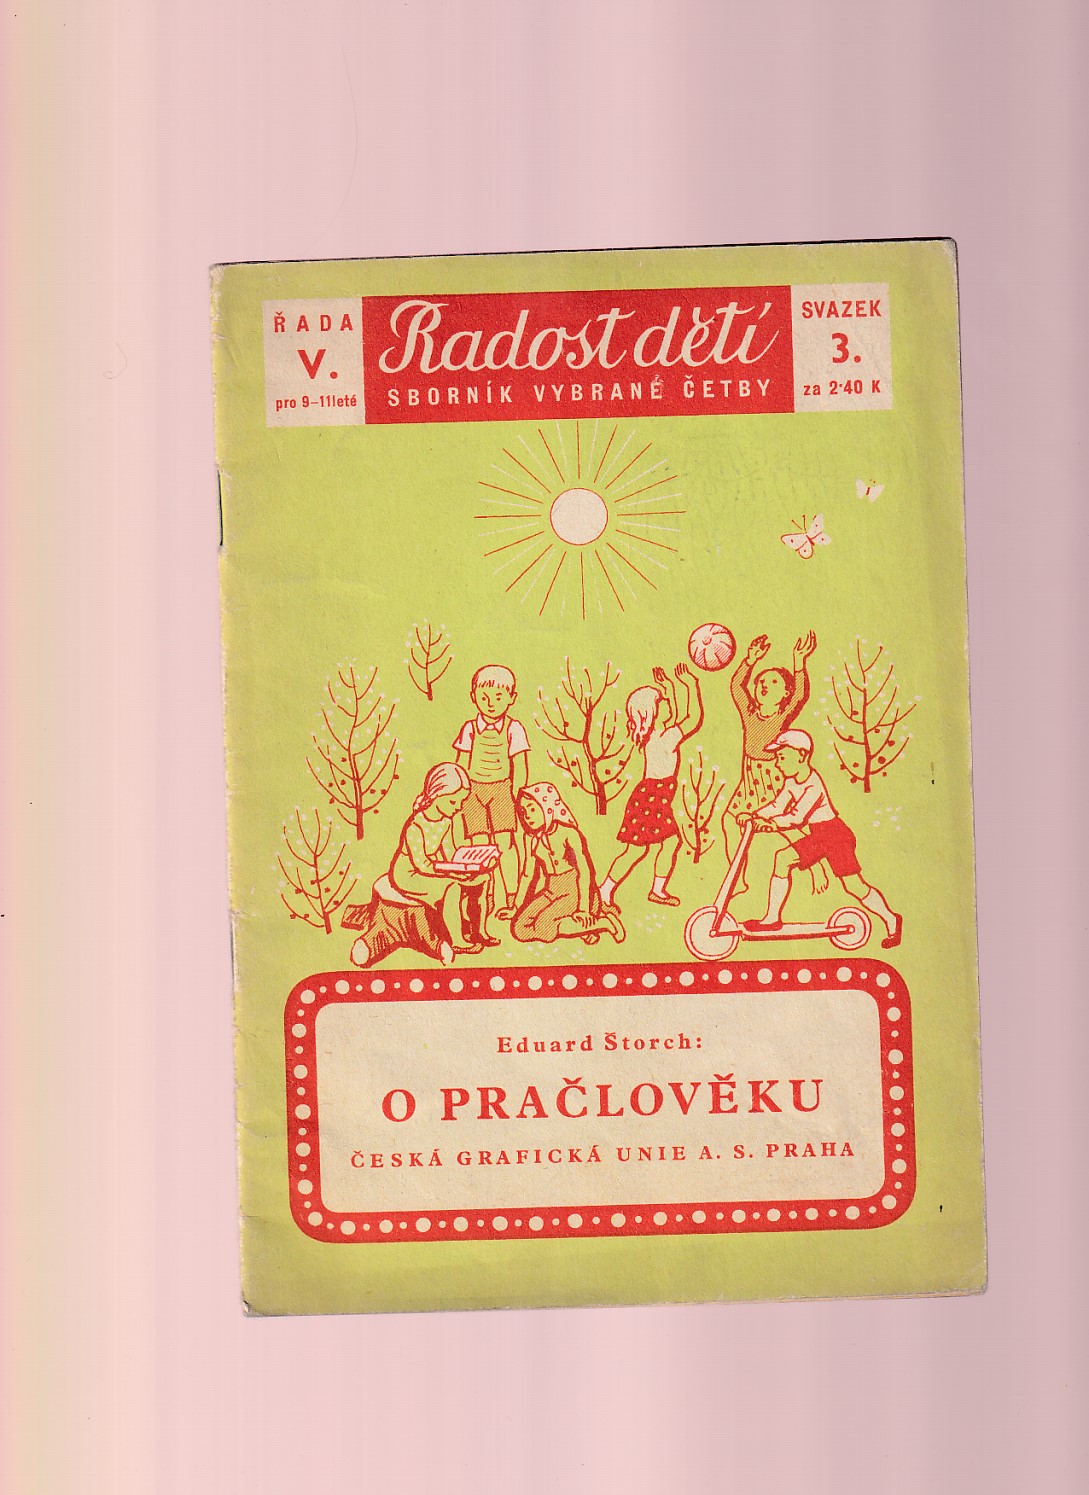 ŘADA
V.
pro 9-11leté
Radost dětí
SBORNÍK VYBRANÉ ČETBY
SVAZEK
3.
za 2·40 K
Eduard Štorch:
O PRAČLOVĚKU
ČESKÁ GRAFICKÁ UNIE A. S. PRAHA